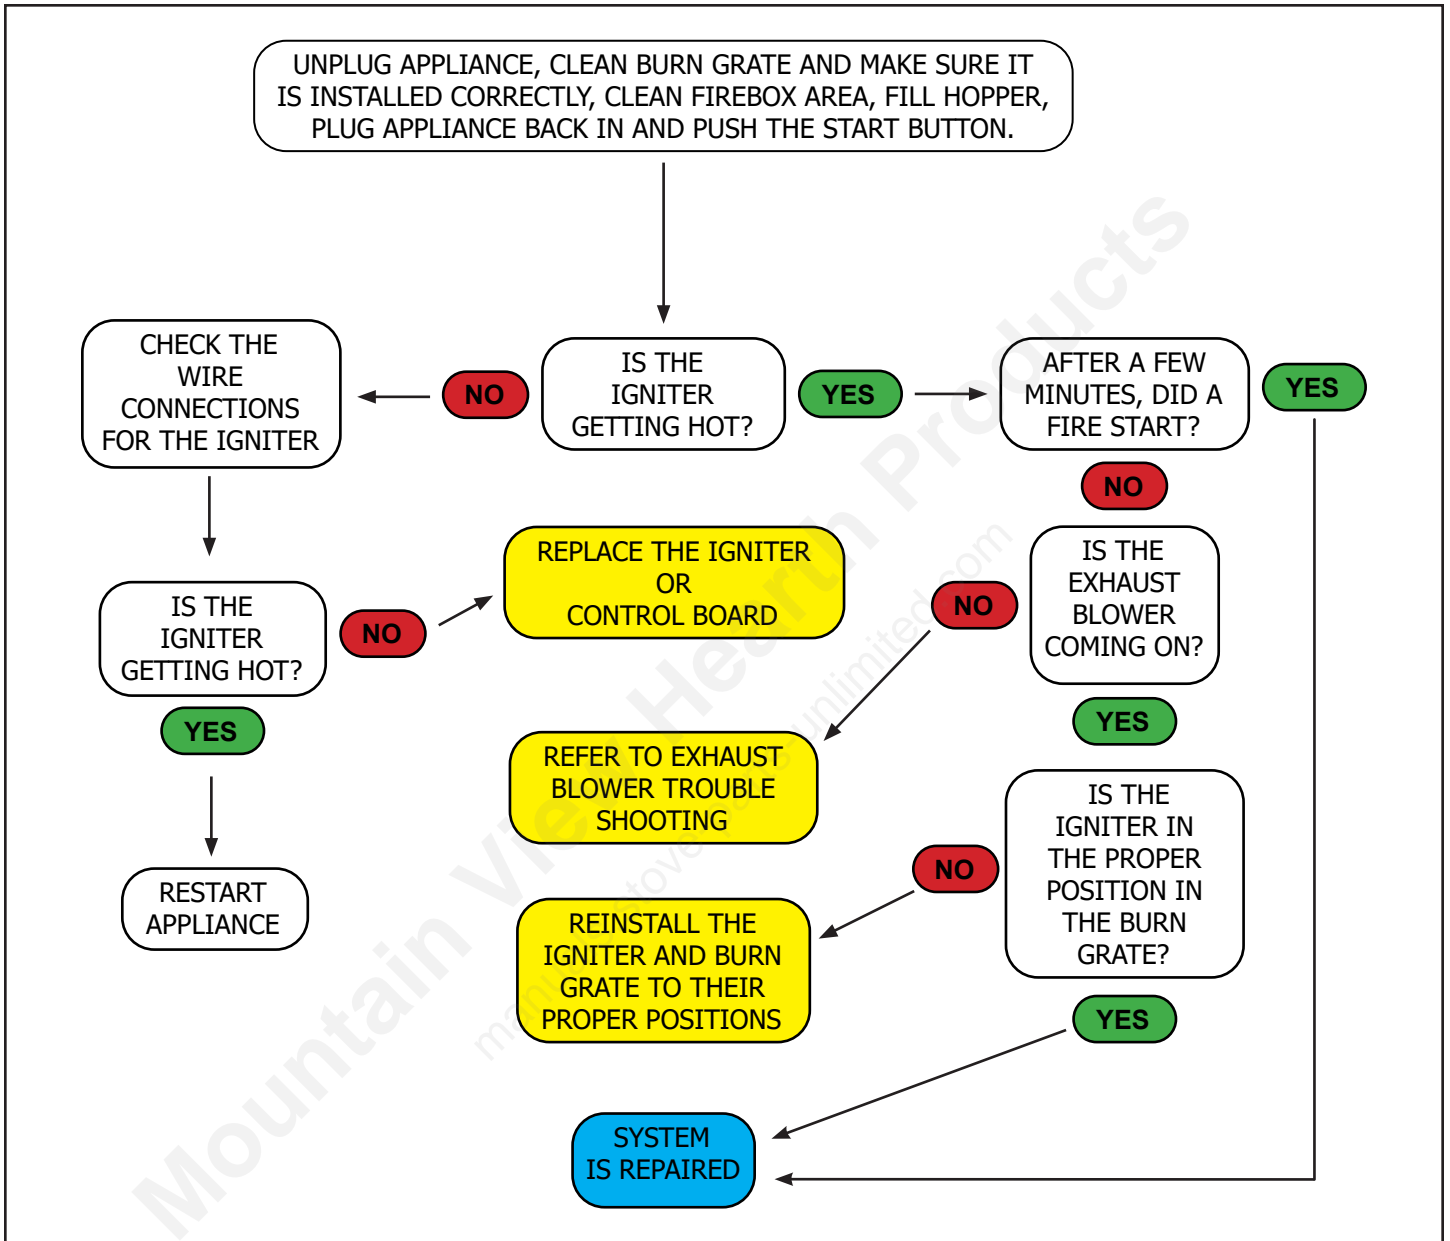 UNPLUG APPLIANCE, CLEAN BURN GRATE AND MAKE SURE IT
IS INSTALLED CORRECTLY, CLEAN FIREBOX AREA, FILL HOPPER,
PLUG APPLIANCE BACK IN AND PUSH THE START BUTTON.
CHECK THE
WIRE
CONNECTIONS
FOR THE IGNITER
NO
IS THE
IGNITER
GETTING HOT?
YES
AFTER A FEW
MINUTES, DID A
FIRE START?
YES
NO
IS THE
IGNITER
GETTING HOT?
NO
REPLACE THE IGNITER
OR
CONTROL BOARD
NO
IS THE
EXHAUST
BLOWER
COMING ON?
YES
YES
REFER TO EXHAUST
BLOWER TROUBLE
SHOOTING
IS THE
IGNITER IN
THE PROPER
POSITION IN
THE BURN
GRATE?
NO
RESTART
APPLIANCE
REINSTALL THE
IGNITER AND BURN
GRATE TO THEIR
PROPER POSITIONS
YES
SYSTEM
IS REPAIRED
Mountain View Hearth Products